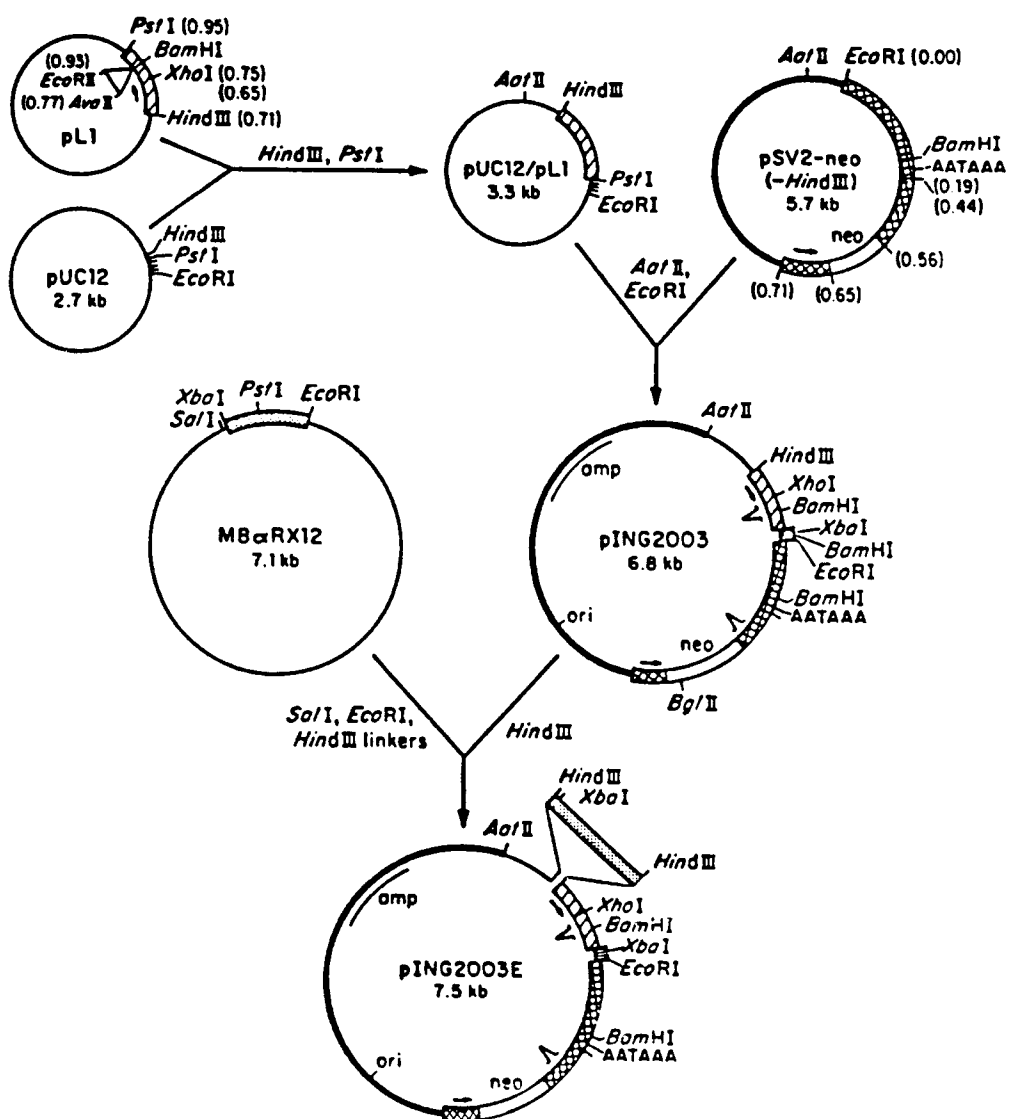 PstI (0.95)
BamHI
(0.93)
EcoRII
XhoI (0.75)
(0.65)
(0.77) AvaII
HindIII (0.71)
pL1
HindIII, PstI
HindIII
PstI
EcoRI
pUC12
2.7 kb
AatII
HindIII
pUC12/pL1
3.3 kb
PstI
EcoRI
AatII
EcoRI (0.00)
pSV2-neo
(-HindIII)
5.7 kb
BamHI
AATAAA
(0.19)
(0.44)
neo
(0.56)
(0.65)
(0.71)
AatII,
EcoRI
XbaI
SalI
PstI
EcoRI
M8αRX12
7.1 kb
AatII
HindIII
XhoI
BamHI
XbaI
BamHI
EcoRI
BamHI
AATAAA
amp
pING2003
6.8 kb
ori
neo
BglII
SalI, EcoRI,
HindIII linkers
HindIII
HindIII
XbaI
HindIII
AatII
XhoI
BamHI
XbaI
EcoRI
amp
pING2003E
7.5 kb
BamHI
AATAAA
ori
neo